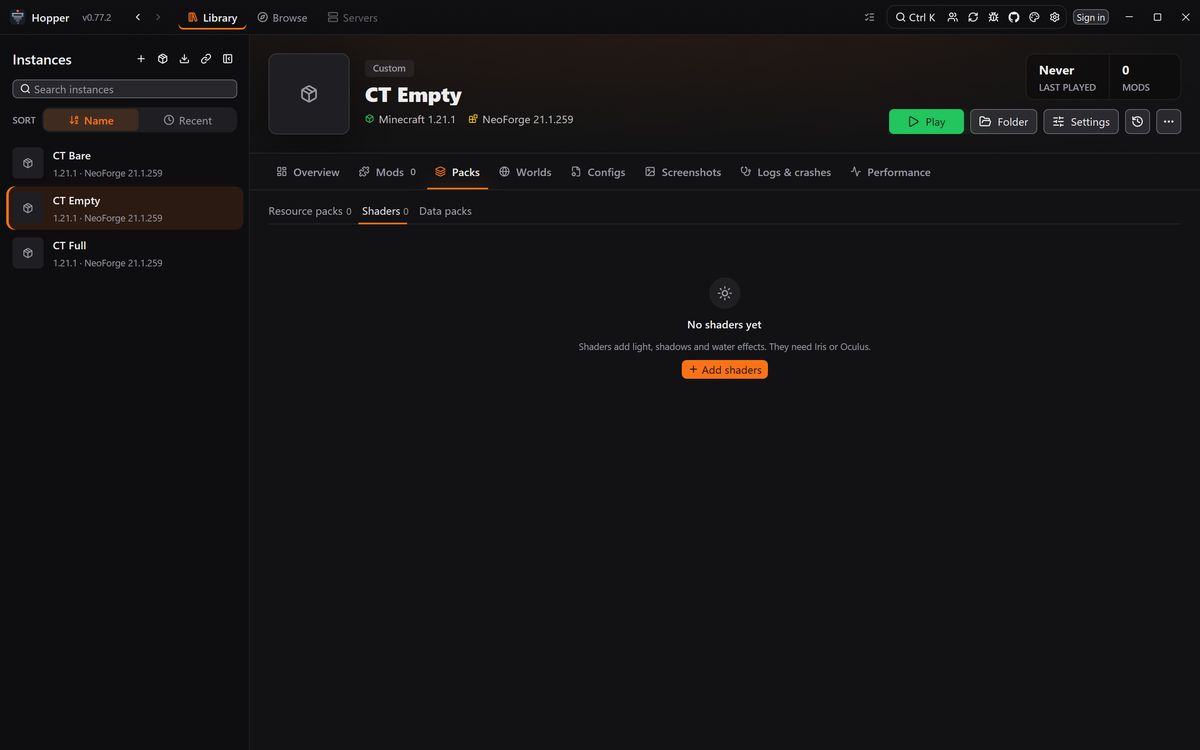 Hopper v0.77.2 Library Browse Servers Ctrl K Sign in
Instances
Search instances
SORT Name Recent
CT Bare
1.21.1 · NeoForge 21.1.259
CT Empty
1.21.1 · NeoForge 21.1.259
CT Full
1.21.1 · NeoForge 21.1.259
Custom
CT Empty
Minecraft 1.21.1 NeoForge 21.1.259
Never
LAST PLAYED
0
MODS
Play Folder Settings
Overview Mods 0 Packs Worlds Configs Screenshots Logs & crashes Performance
Resource packs 0 Shaders 0 Data packs
No shaders yet
Shaders add light, shadows and water effects. They need Iris or Oculus.
+ Add shaders